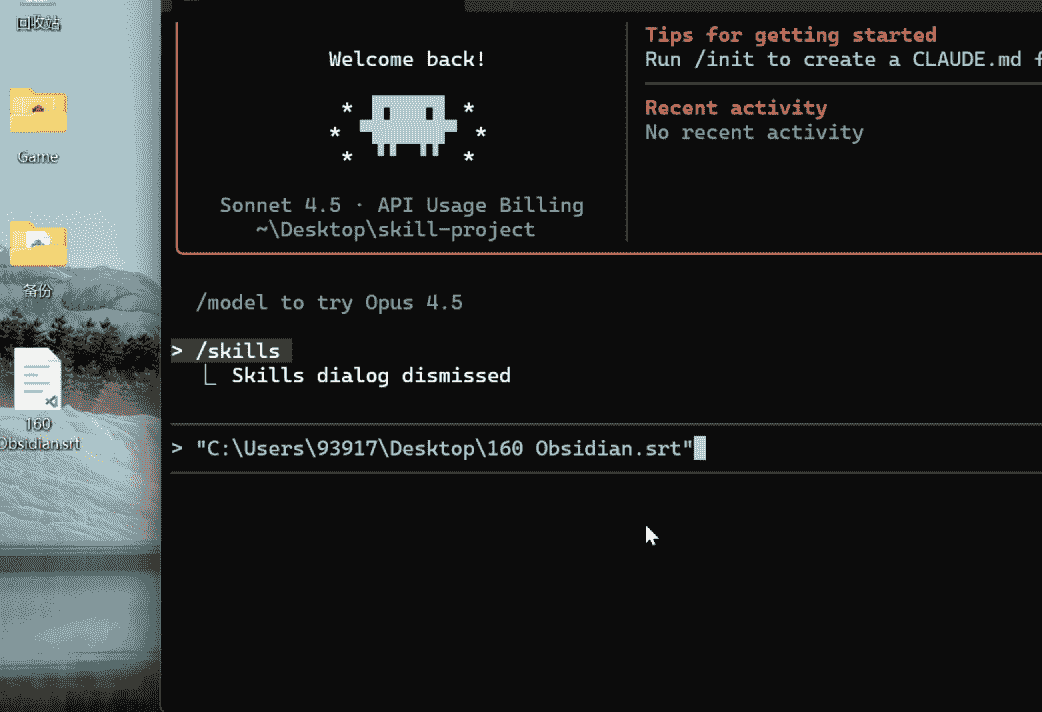 回收站
Game
备份
160
Obsidian.srt
Welcome back!
Sonnet 4.5 · API Usage Billing
~\Desktop\skill-project
Tips for getting started
Run /init to create a CLAUDE.md f
Recent activity
No recent activity
/model to try Opus 4.5
> /skills
⎿ Skills dialog dismissed
> "C:\Users\93917\Desktop\160 Obsidian.srt"